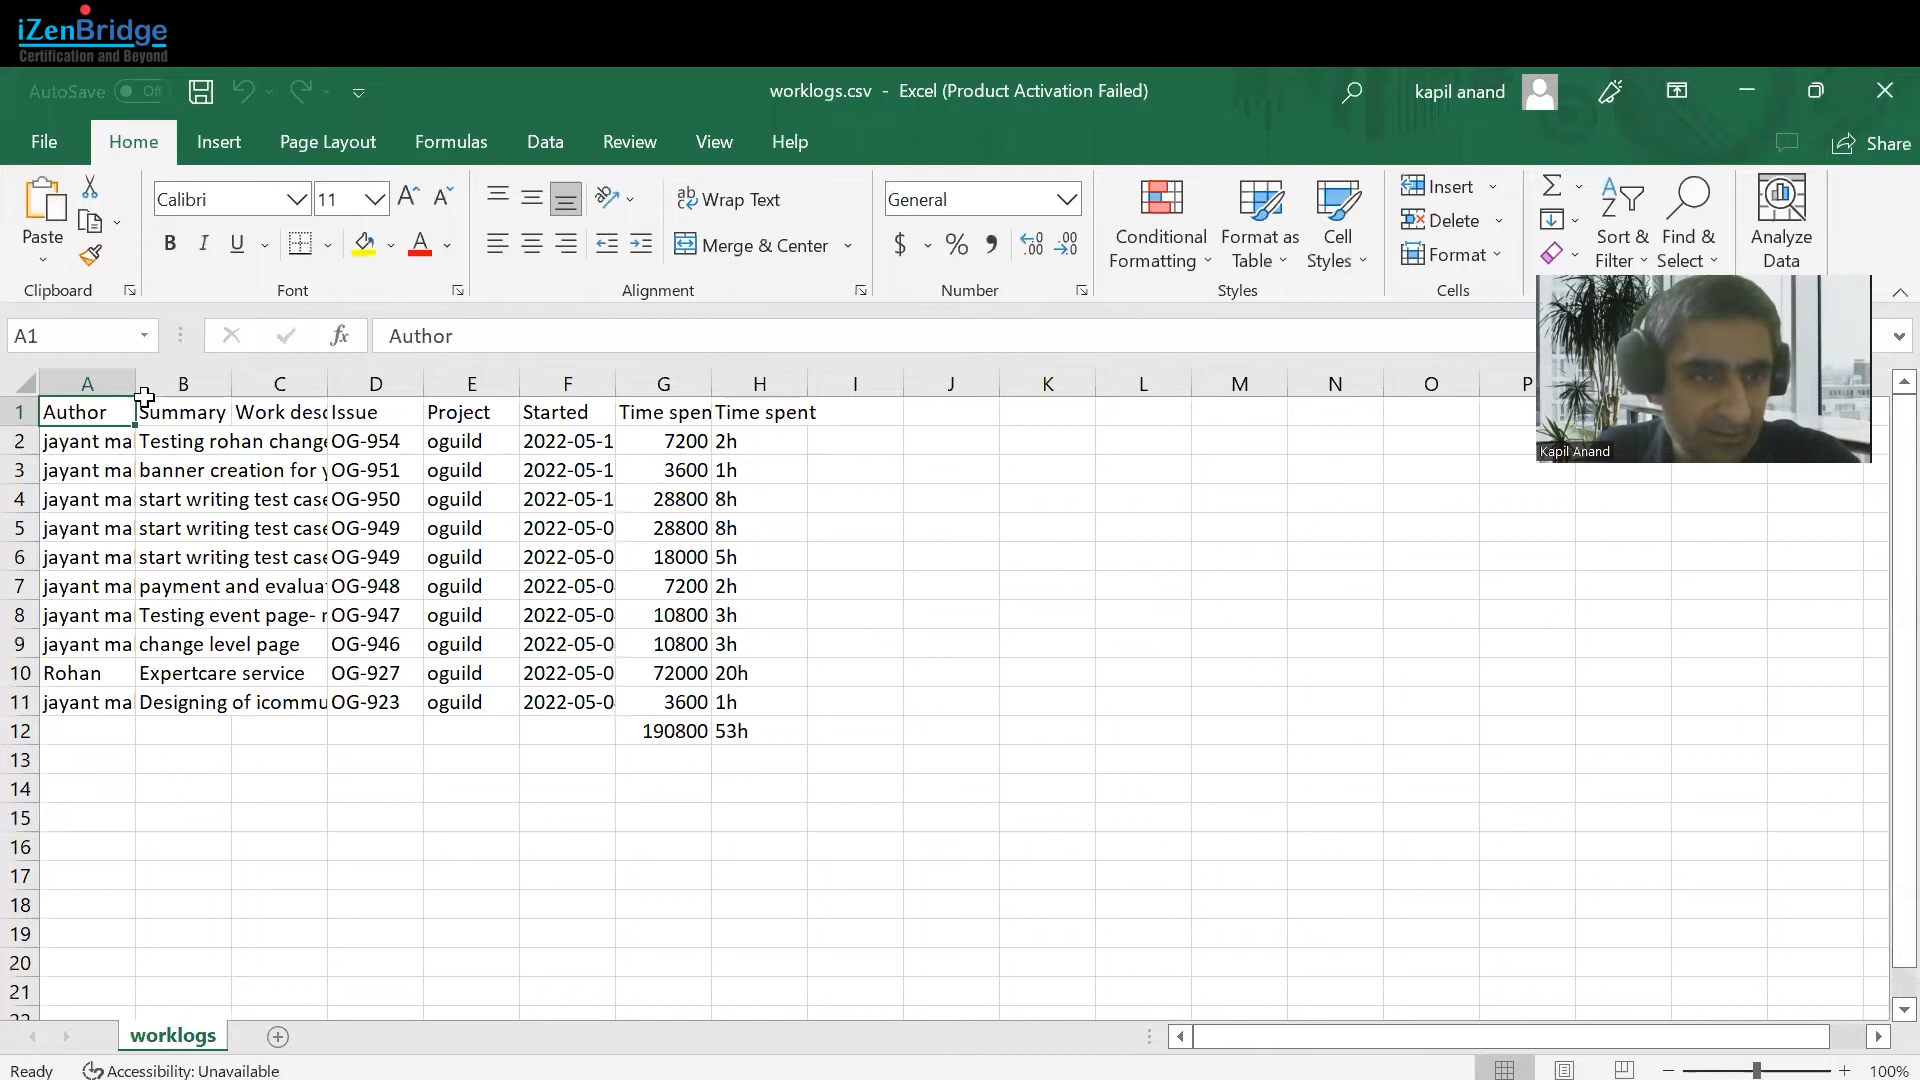 iZenBridge
Certification and Beyond
AutoSave Off
worklogs.csv - Excel (Product Activation Failed)
kapil anand
File Home Insert Page Layout Formulas Data Review View Help
Share
Paste
Calibri 11
B I U
ab Wrap Text
Merge & Center
General
$ % 9
Conditional Formatting
Format as Table
Cell Styles
Insert
Delete
Format
Sort & Filter
Find & Select
Analyze Data
Clipboard Font Alignment Number Styles Cells
A1
fx
Author
Kapil Anand
A B C D E F G H I J K L M N O P
1 Author Summary Work desc Issue Project Started Time spen Time spent
2 jayant ma Testing rohan change OG-954 oguild 2022-05-1 7200 2h
3 jayant ma banner creation for y OG-951 oguild 2022-05-1 3600 1h
4 jayant ma start writing test case OG-950 oguild 2022-05-1 28800 8h
5 jayant ma start writing test case OG-949 oguild 2022-05-0 28800 8h
6 jayant ma start writing test case OG-949 oguild 2022-05-0 18000 5h
7 jayant ma payment and evalua OG-948 oguild 2022-05-0 7200 2h
8 jayant ma Testing event page- r OG-947 oguild 2022-05-0 10800 3h
9 jayant ma change level page OG-946 oguild 2022-05-0 10800 3h
10 Rohan Expertcare service OG-927 oguild 2022-05-0 72000 20h
11 jayant ma Designing of icommu OG-923 oguild 2022-05-0 3600 1h
12 190800 53h
13
14
15
16
17
18
19
20
21
22
worklogs
Ready Accessibility: Unavailable
100%